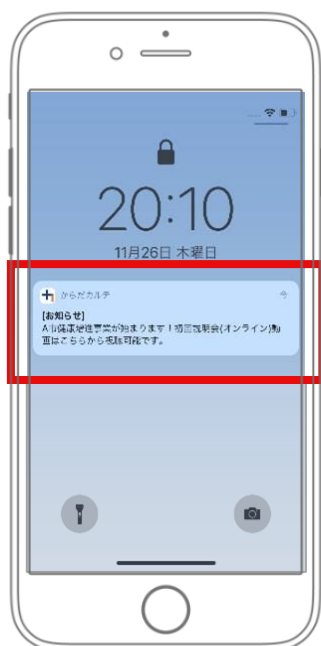 20:10
11月26日 木曜日
からだカルテ 今
[お知らせ]
A市健康増進事業が始まります！初回説明会(オンライン)動
画はこちらから視聴可能です。